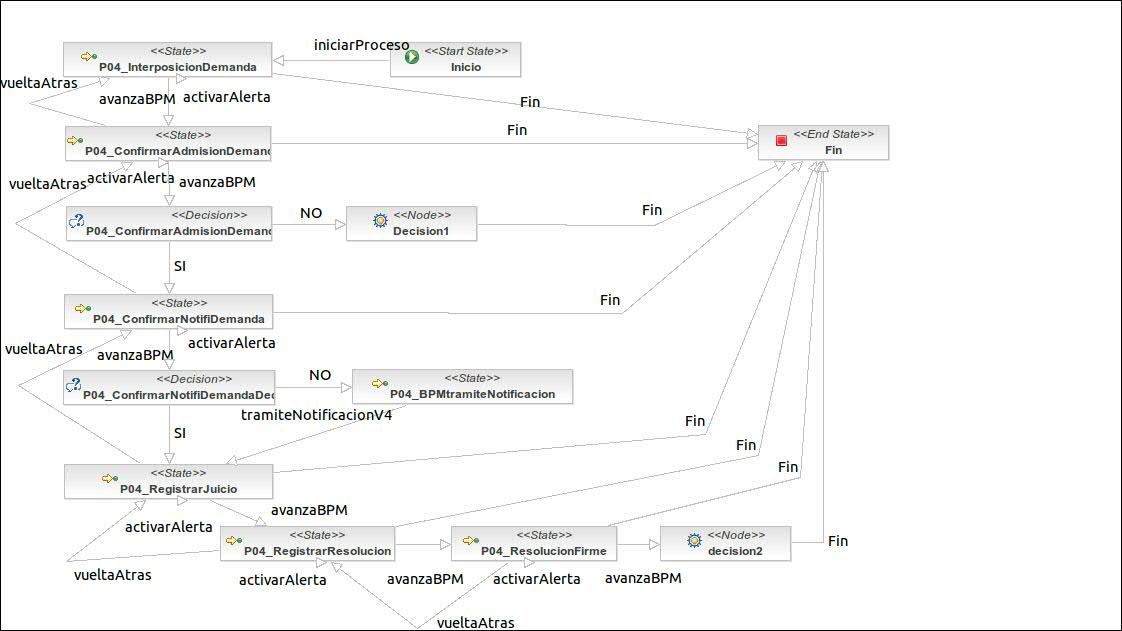 iniciarProceso
<<State>>
P04_InterposicionDemanda
<<Start State>>
Inicio
vueltaAtras
avanzaBPM
activarAlerta
Fin
Fin
<<State>>
P04_ConfirmarAdmisionDemand
<<End State>>
Fin
vueltaAtras
activarAlerta
avanzaBPM
<<Decision>>
P04_ConfirmarAdmisionDemand
NO
<<Node>>
Decision1
Fin
SI
<<State>>
P04_ConfirmarNotifiDemanda
Fin
vueltaAtras
avanzaBPM
activarAlerta
<<Decision>>
P04_ConfirmarNotifiDemandaDec
NO
<<State>>
P04_BPMtramiteNotificacion
tramiteNotificacionV4
SI
Fin
Fin
Fin
<<State>>
P04_RegistrarJuicio
activarAlerta
avanzaBPM
<<State>>
P04_RegistrarResolucion
<<State>>
P04_ResolucionFirme
<<Node>>
decision2
Fin
vueltaAtras
activarAlerta
avanzaBPM
activarAlerta
avanzaBPM
vueltaAtras